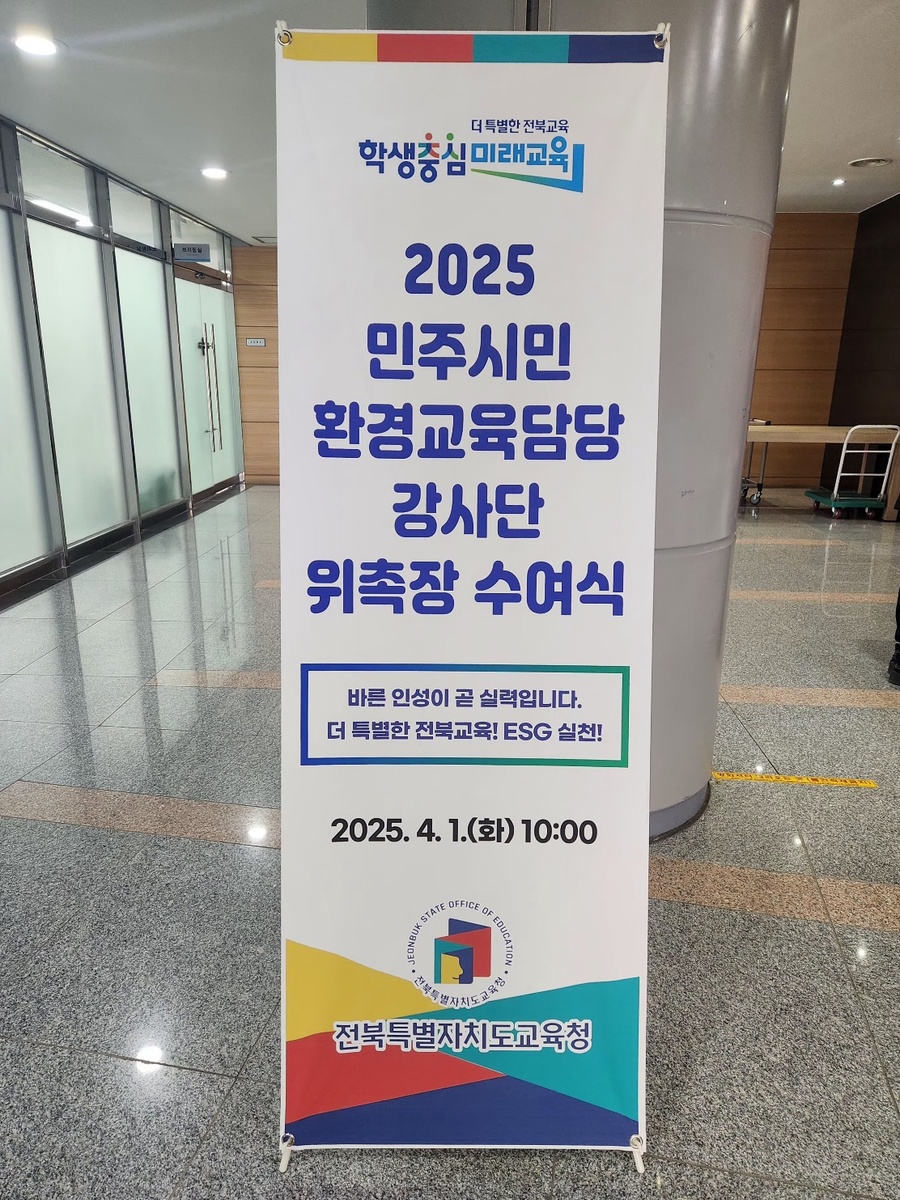 더 특별한 전북교육
학생중심 미래교육
2025
민주시민
환경교육담당
강사단
위촉장 수여식
바른 인성이 곧 실력입니다.
더 특별한 전북교육! ESG 실천!
2025. 4. 1.(화) 10:00
JEONBUK STATE OFFICE OF EDUCATION
전북특별자치도교육청
전북특별자치도교육청